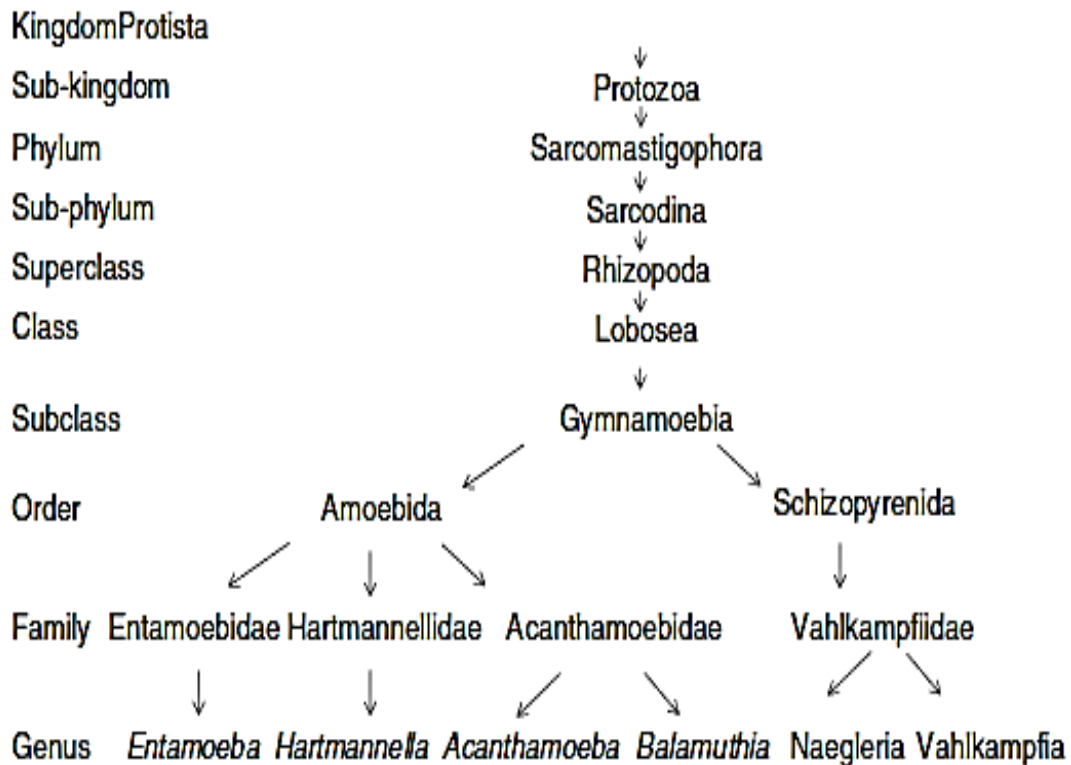 KingdomProtista
Sub-kingdom Protozoa
Phylum Sarcomastigophora
Sub-phylum Sarcodina
Superclass Rhizopoda
Class Lobosea
Subclass Gymnamoebia
Order Amoebida Schizopyrenida
Family Entamoebidae Hartmannellidae Acanthamoebidae Vahlkampfiidae
Genus Entamoeba Hartmannella Acanthamoeba Balamuthia Naegleria Vahlkampfia